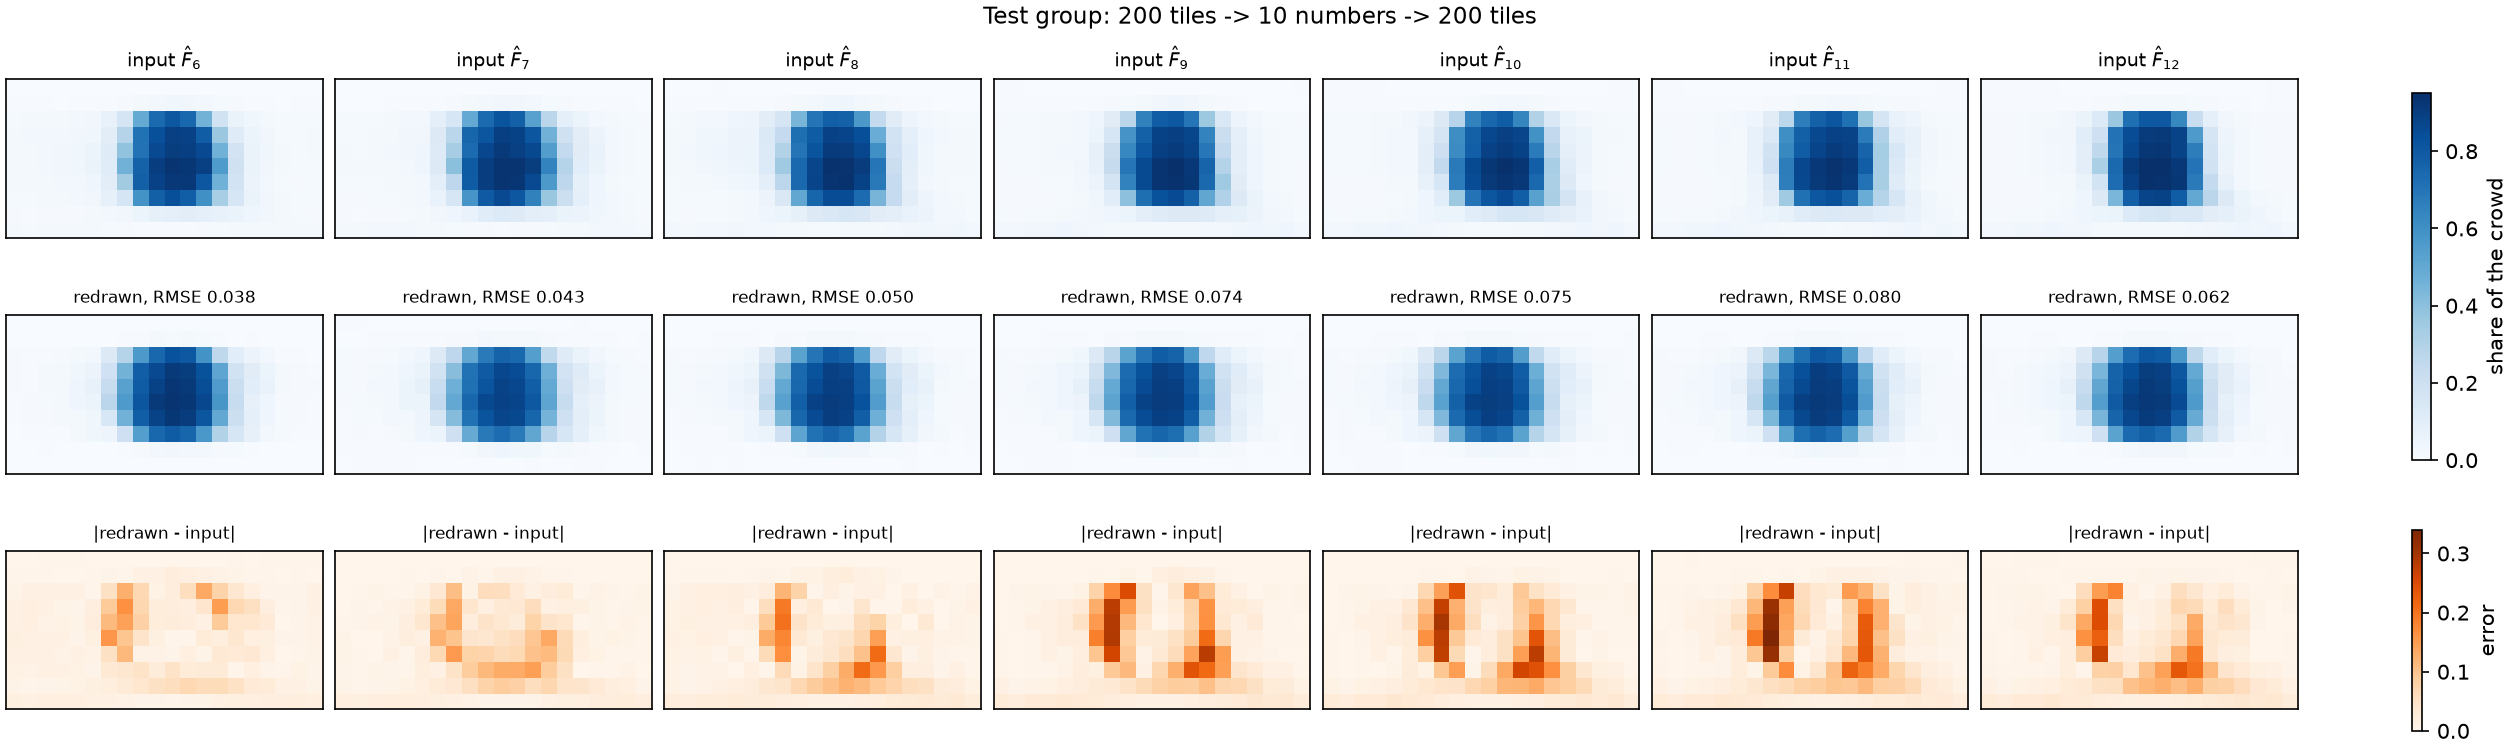 Test group: 200 tiles -> 10 numbers -> 200 tiles
input F̂₆
input F̂₇
input F̂₈
input F̂₉
input F̂₁₀
input F̂₁₁
input F̂₁₂
redrawn, RMSE 0.038
redrawn, RMSE 0.043
redrawn, RMSE 0.050
redrawn, RMSE 0.074
redrawn, RMSE 0.075
redrawn, RMSE 0.080
redrawn, RMSE 0.062
0.8
0.6
0.4
0.2
0.0
share of the crowd
|redrawn - input|
|redrawn - input|
|redrawn - input|
|redrawn - input|
|redrawn - input|
|redrawn - input|
|redrawn - input|
0.3
0.2
0.1
0.0
error